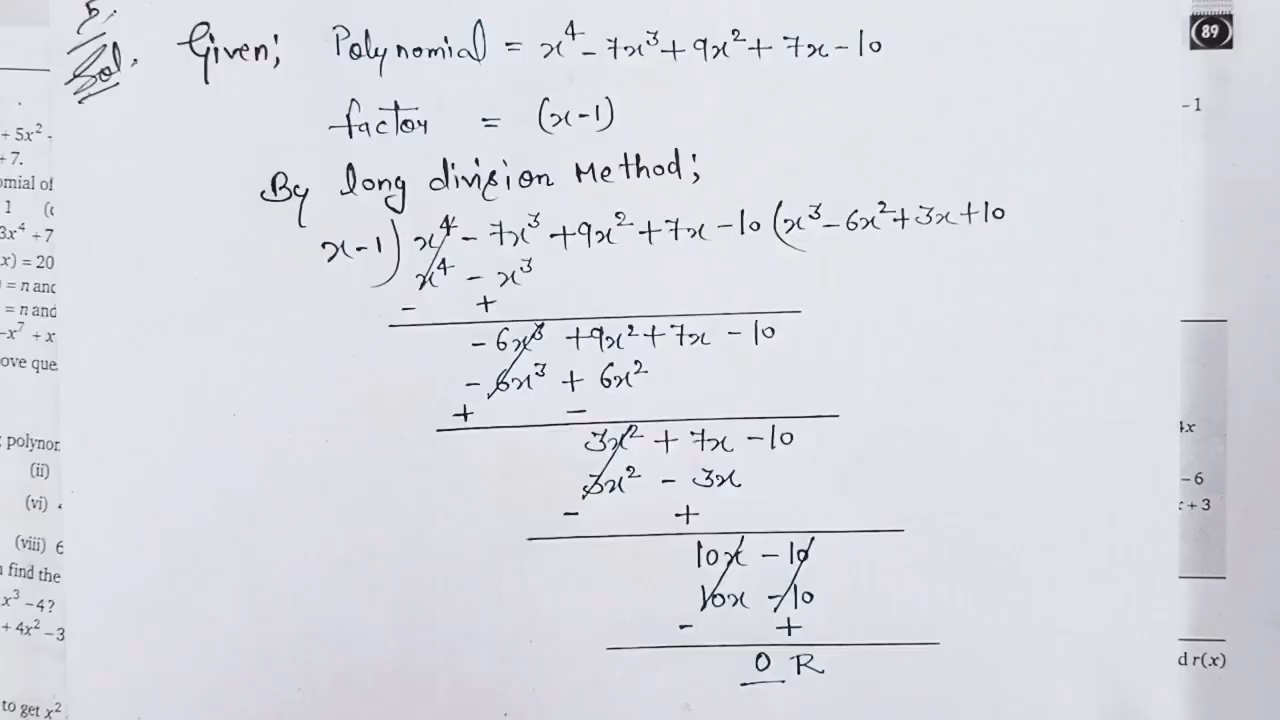 5.
Sol. Given; Polynomial = x⁴ - 7x³ + 9x² + 7x - 10
factor = (x-1)
By long division Method;
x-1) x⁴ - 7x³ + 9x² + 7x - 10 (x³ - 6x² + 3x + 10
x⁴ - x³
- +
- 6x³ + 9x² + 7x - 10
- 6x³ + 6x²
+ -
3x² + 7x - 10
3x² - 3x
- +
10x - 10
10x - 10
- +
0 R
+ 5x² -
+ 7.
omial of
1 (
3x⁴ + 7
x) = 20
= n and
= n and
-x⁷ + x
ove que
polynor
(ii)
(vi)
(viii) 6
find the
x³ - 4?
+ 4x² - 3
to get x²
89
-1
4x
- 6
+ 3
d r(x)